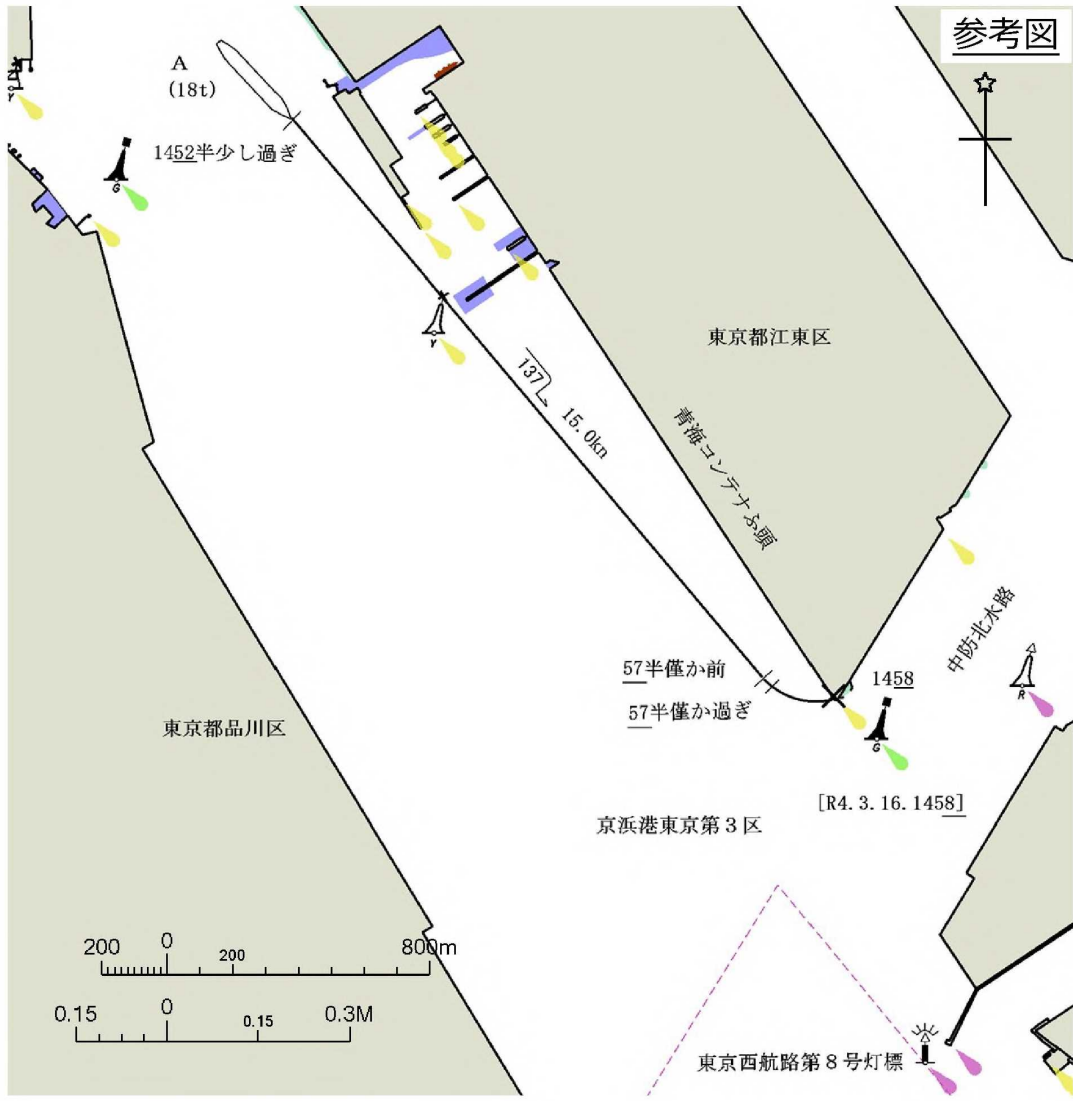 参考図
A
(18t)
1452半少し過ぎ
Y
G
Y
東京都江東区
137
15.0kn
青海コンテナふ頭
中防北水路
57半僅か前
1458
57半僅か過ぎ
R
G
東京都品川区
[R4.3.16.1458]
京浜港東京第3区
200 0 200 800m
0.15 0 0.15 0.3M
東京西航路第8号灯標